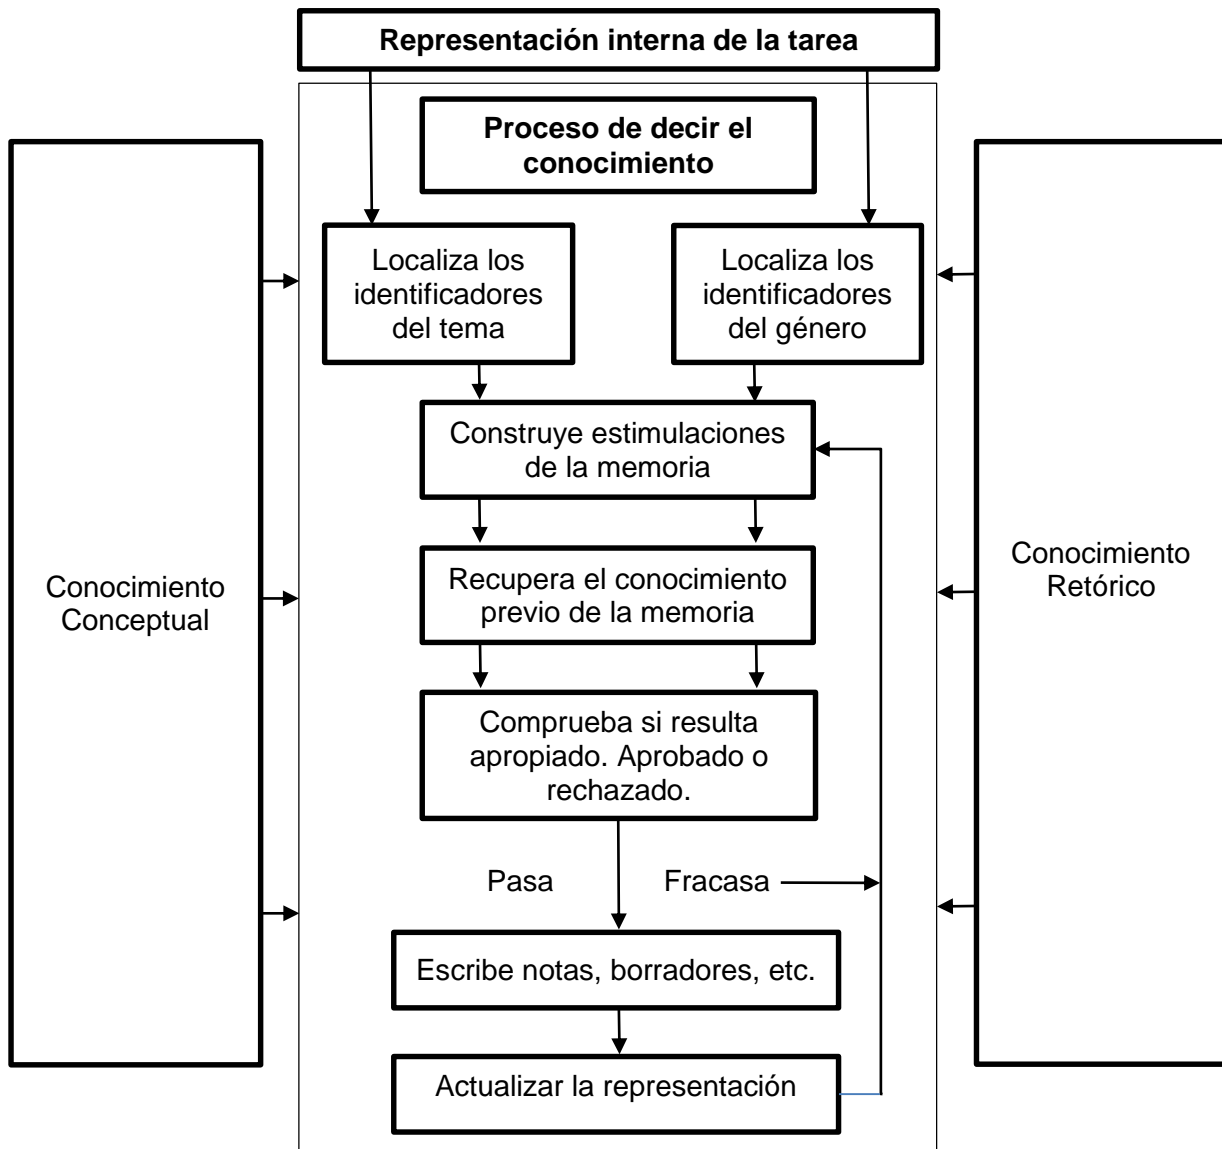 Representación interna de la tarea
Proceso de decir el
conocimiento
Localiza los
identificadores
del tema
Localiza los
identificadores
del género
Construye estimulaciones
de la memoria
Recupera el conocimiento
previo de la memoria
Comprueba si resulta
apropiado. Aprobado o
rechazado.
Pasa
Fracasa
Escribe notas, borradores, etc.
Actualizar la representación
Conocimiento
Conceptual
Conocimiento
Retórico